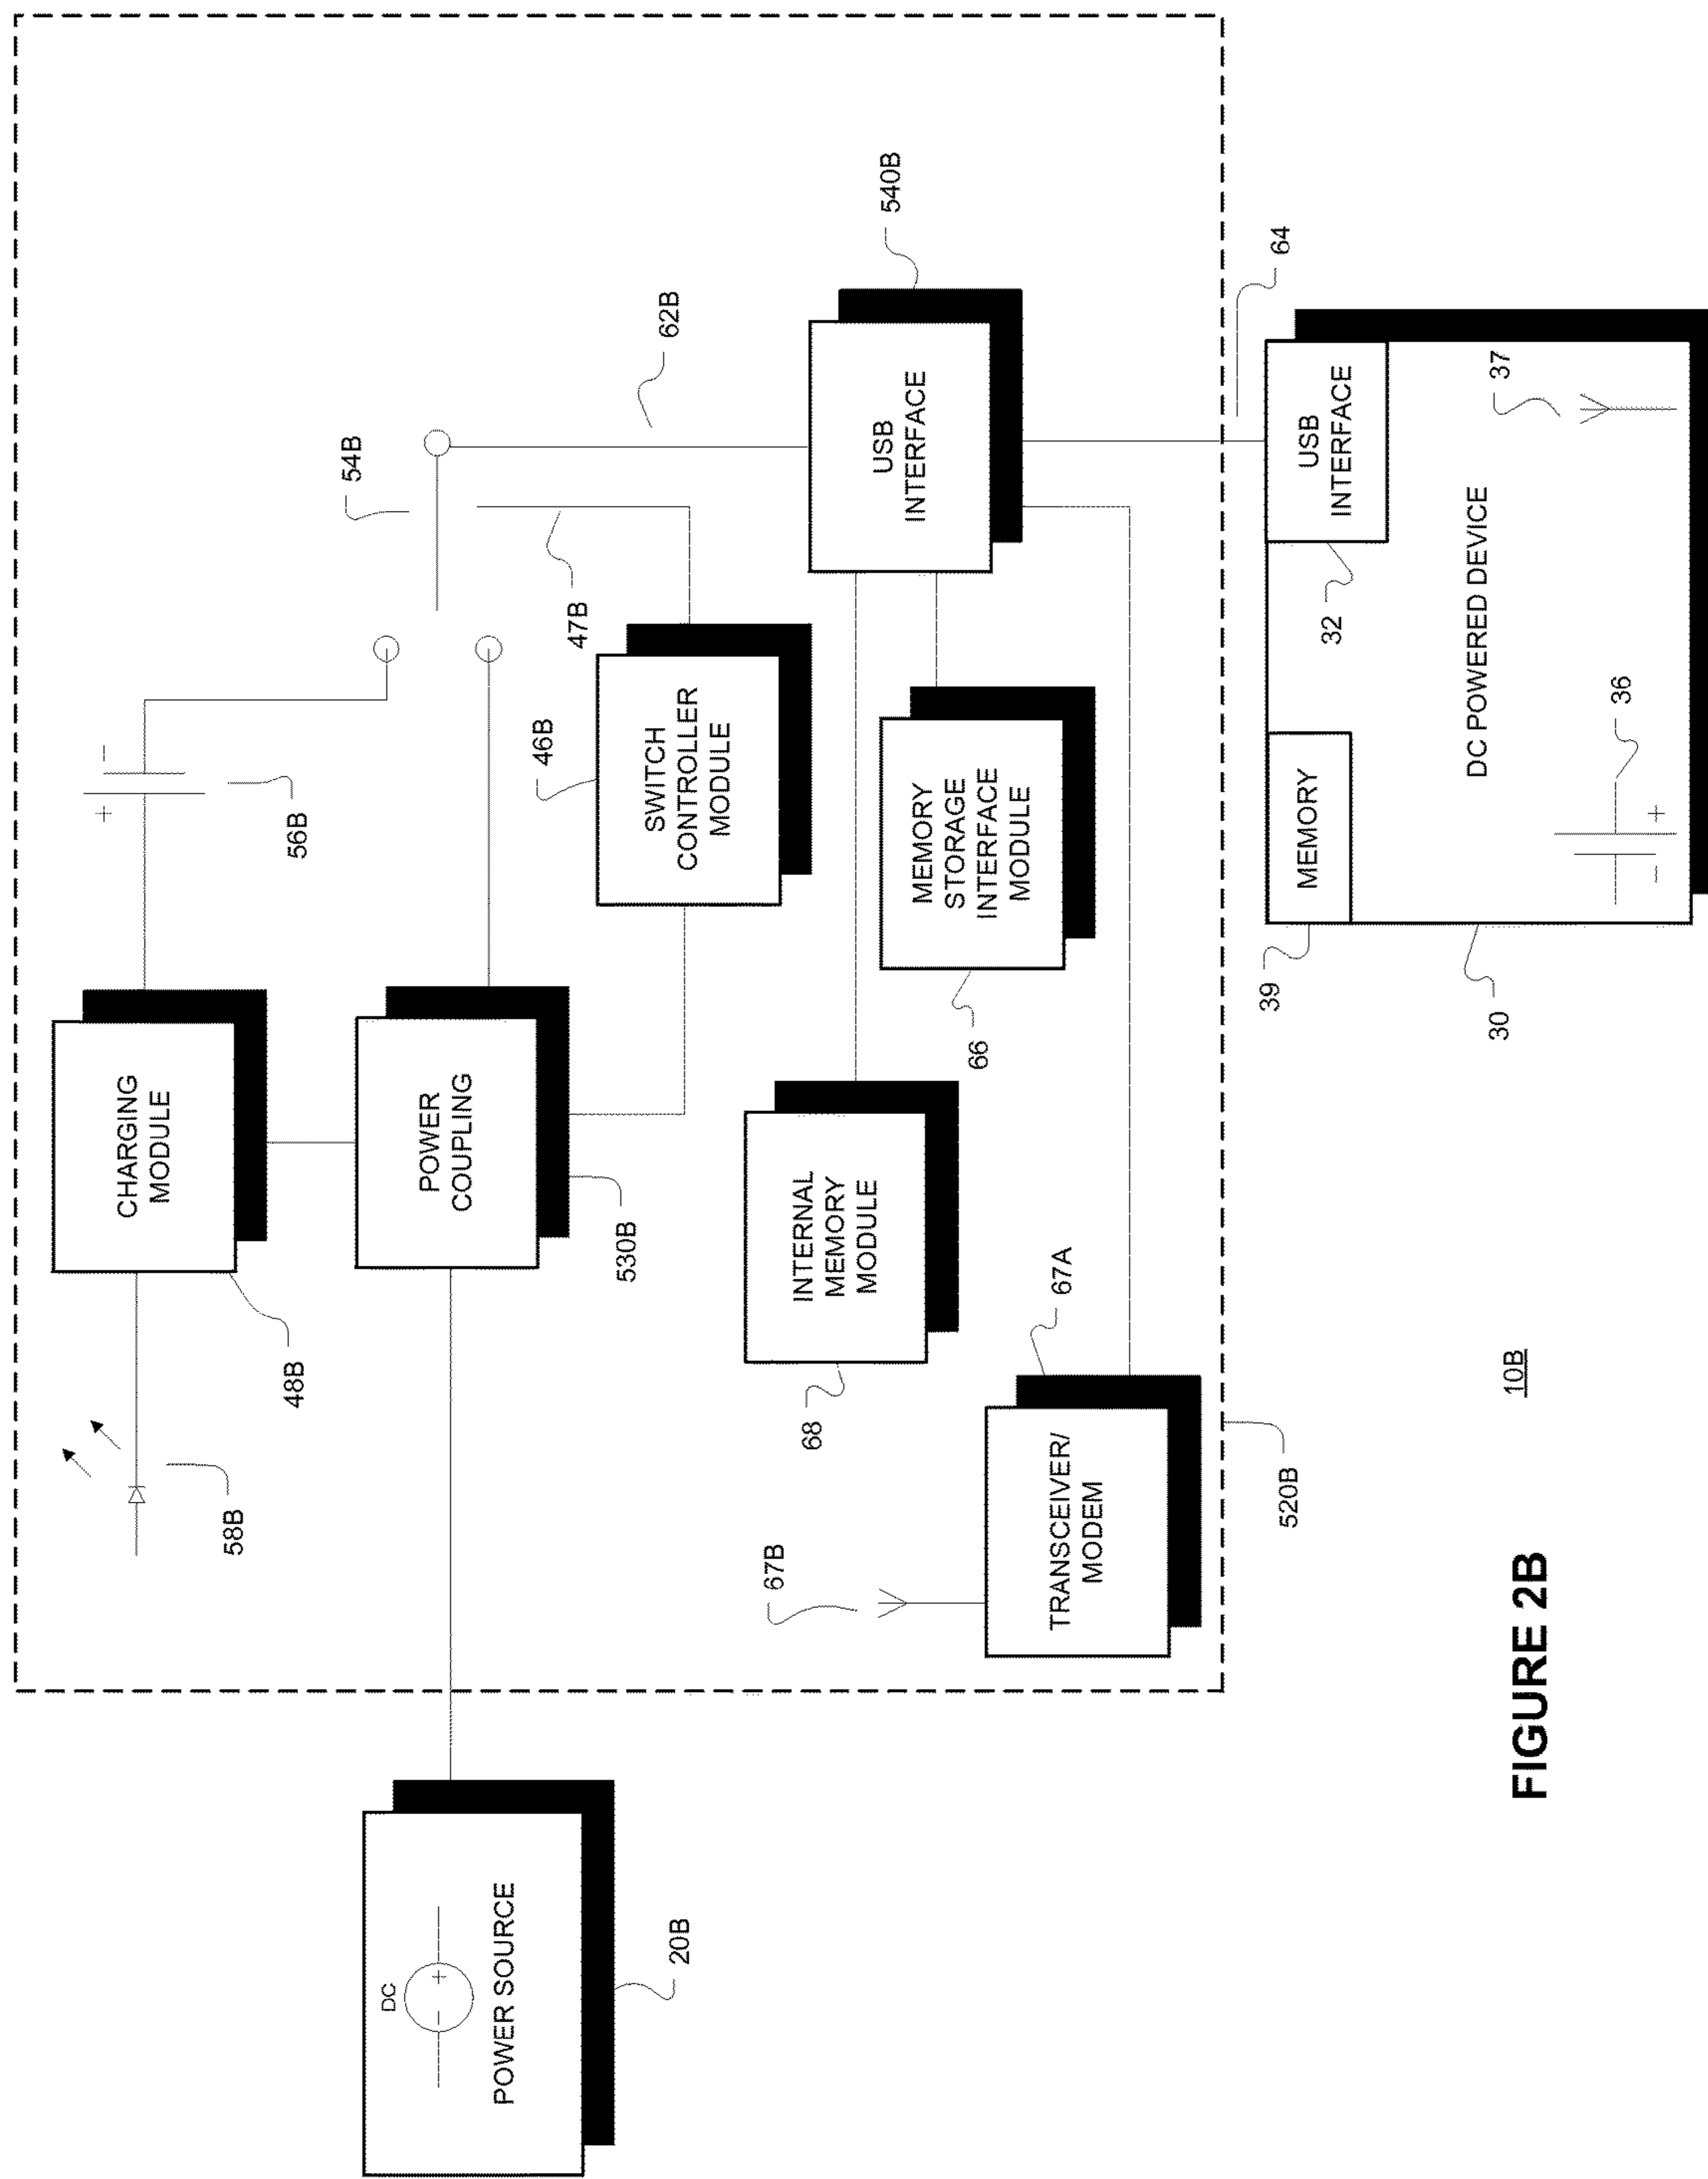 58B
48B
CHARGING
MODULE
+
-
56B
54B
DC
- +
POWER SOURCE
20B
POWER
COUPLING
530B
46B
SWITCH
CONTROLLER
MODULE
47B
62B
540B
USB
INTERFACE
68
INTERNAL
MEMORY
MODULE
66
MEMORY
STORAGE
INTERFACE
MODULE
67B
TRANSCEIVER/
MODEM
67A
520B
64
39
MEMORY
32
USB
INTERFACE
30
DC POWERED DEVICE
36
- +
37
10B
FIGURE 2B